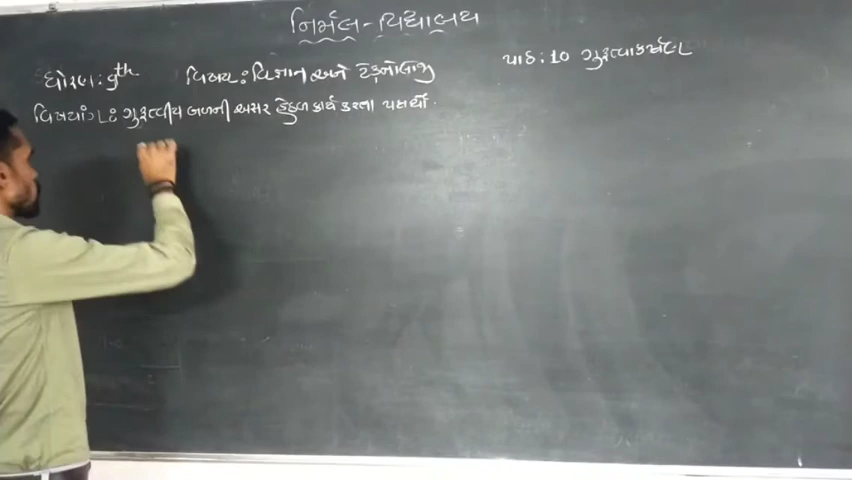 નિર્મલ-વિદ્યાલય
ધોરણ: 9th વિષય: વિજ્ઞાન અને ટેક્નોલોજી પાઠ: 10 ગુરુત્વાકર્ષણ
વિષયાંગ: ગુરુત્વીય બળની અસર હેઠળ કાર્ય કરતા પદાર્થો.